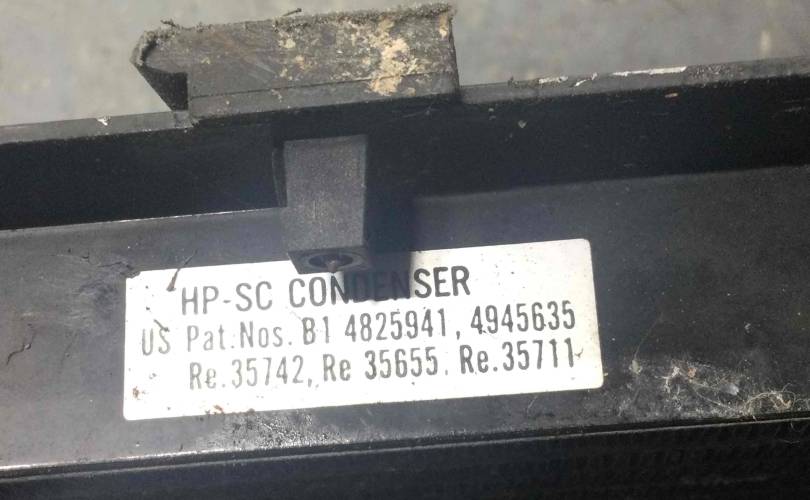 HP-SC CONDENSER
US Pat.Nos. B1 4825941, 4945635
Re.35742, Re 35655. Re.35711